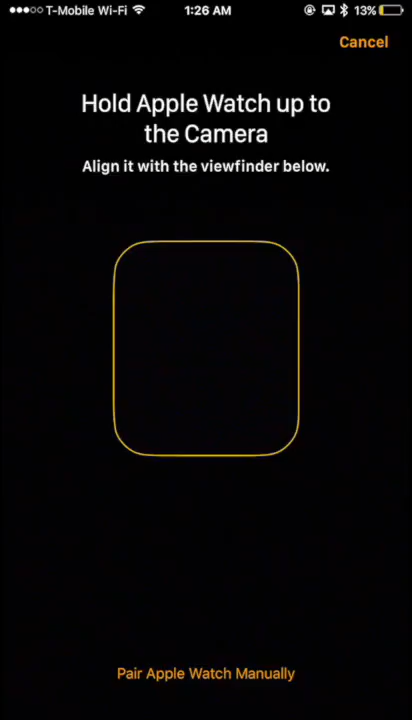 T-Mobile Wi-Fi 1:26 AM 13%
Cancel
Hold Apple Watch up to
the Camera
Align it with the viewfinder below.
Pair Apple Watch Manually